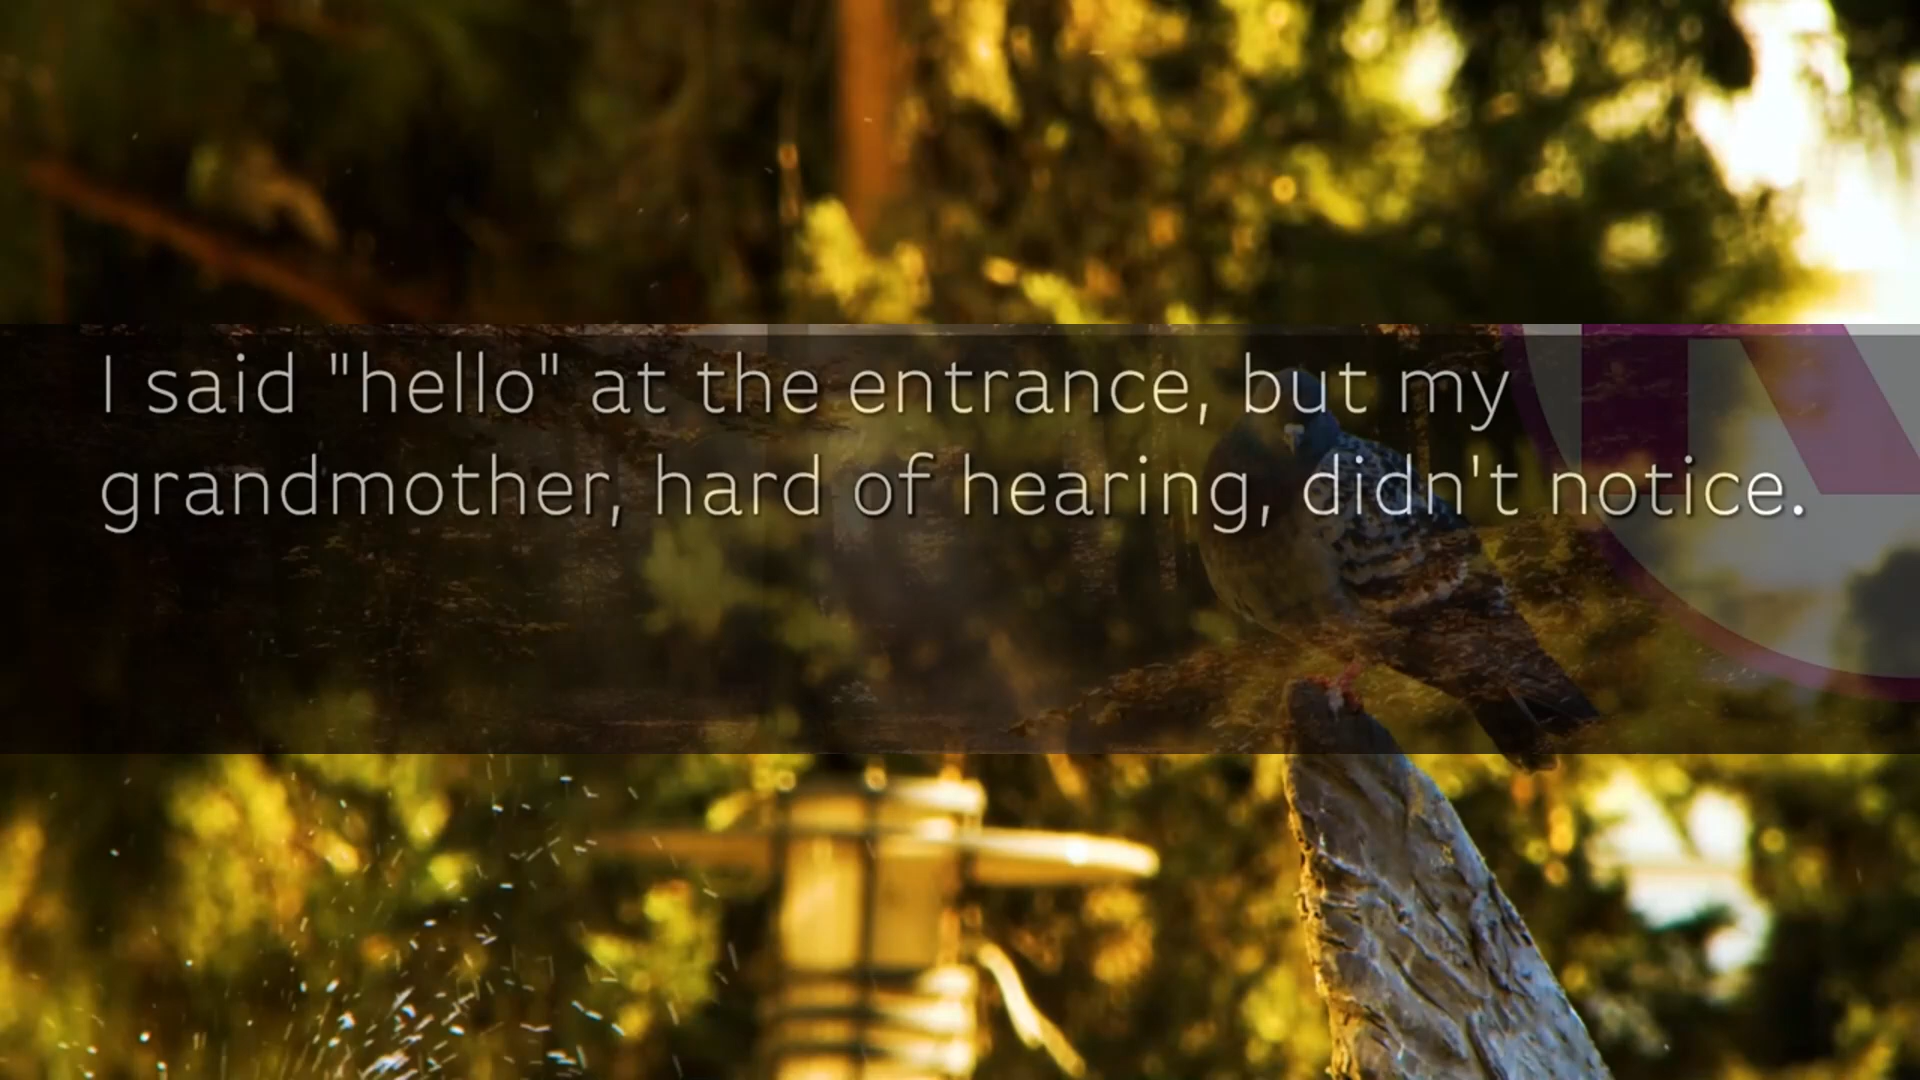 I said "hello" at the entrance, but my
grandmother, hard of hearing, didn't notice.